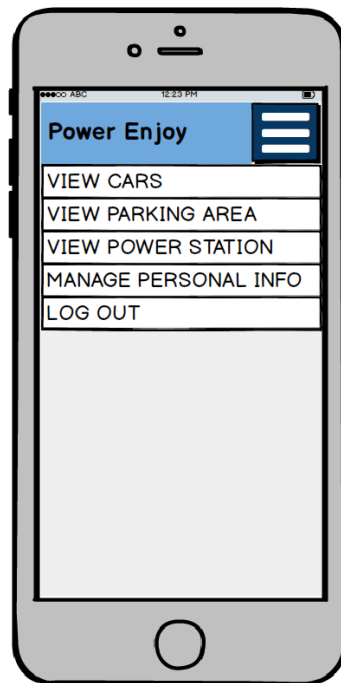 ●●●○○ ABC 12:23 PM
Power Enjoy
VIEW CARS
VIEW PARKING AREA
VIEW POWER STATION
MANAGE PERSONAL INFO
LOG OUT